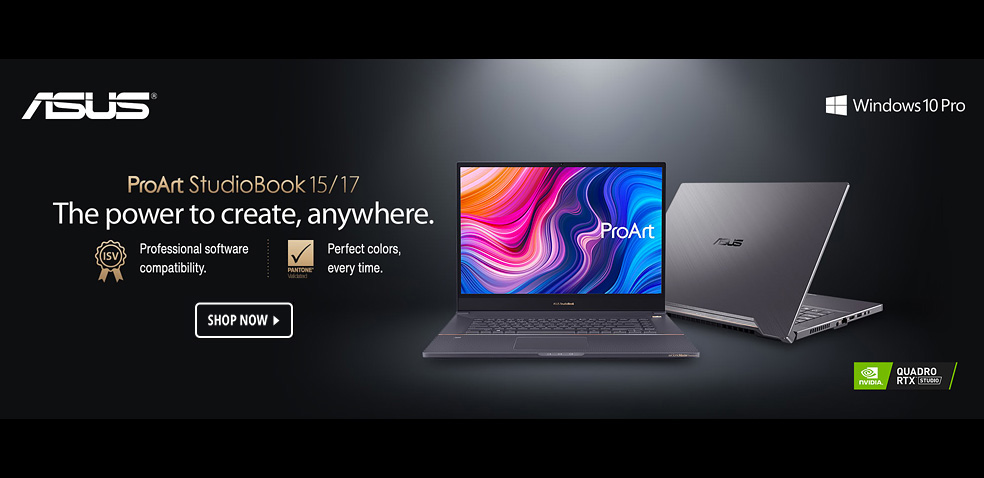 ASUS®
Windows 10 Pro
ProArt StudioBook 15/17
The power to create, anywhere.
ISV
Professional software
compatibility.
PANTONE®
Validated
Perfect colors,
every time.
SHOP NOW
ProArt
ASUS
NVIDIA.
QUADRO
RTX STUDIO